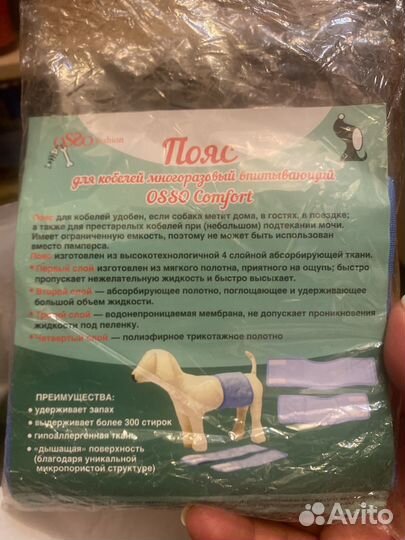 OSSO Fashion
Пояс
для кобелей многоразовый впитывающий
OSSO Comfort
Пояс для кобелей удобен, если собака метит дома, в гостях, в поездке;
а также для престарелых кобелей при (небольшом) подтекании мочи.
Имеет ограниченную емкость, поэтому не может быть использован
вместо памперса.
Пояс изготовлен из высокотехнологичной 4 слойной абсорбирующей ткани.
• Первый слой изготовлен из мягкого полотна, приятного на ощупь; быстро
пропускает нежелательную жидкость и быстро высыхает.
• Второй слой — абсорбирующее полотно, поглощающее и удерживающее
большой объем жидкости.
• Третий слой — водонепроницаемая мембрана, не допускает проникновения
жидкости под пеленку.
• Четвертый слой — полиэфирное трикотажное полотно
ПРЕИМУЩЕСТВА:
• удерживает запах
• выдерживает более 300 стирок
• гипоаллергенная ткань
• «дышащая» поверхность
(благодаря уникальной
микропористой структуре)
Avito